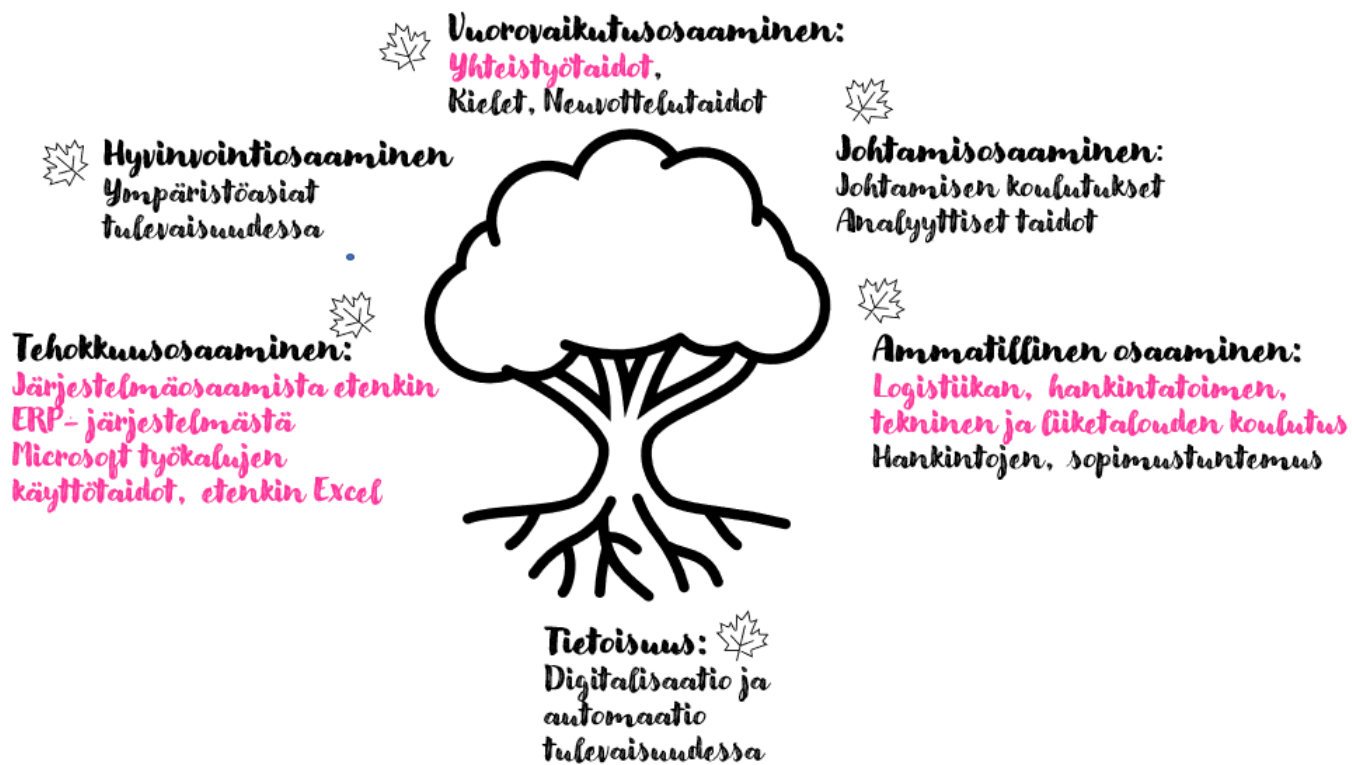 Vuorovaikutusosaaminen:
Yhteistyötaidot,
Kielet, Neuvottelutaidot
Hyvinvointiosaaminen
Ympäristöasiat
tulevaisuudessa
Johtamisosaaminen:
Johtamisen koulutukset
Analyyttiset taidot
Tehokkuusosaaminen:
Järjestelmäosaamista etenkin
ERP- järjestelmästä
Microsoft työkalujen
käyttötaidot, etenkin Excel
Ammatillinen osaaminen:
Logistiikan, hankintatoimen,
tekninen ja liiketalouden koulutus
Hankintojen, sopimustuntemus
Tietoisuus:
Digitalisaatio ja
automaatio
tulevaisuudessa